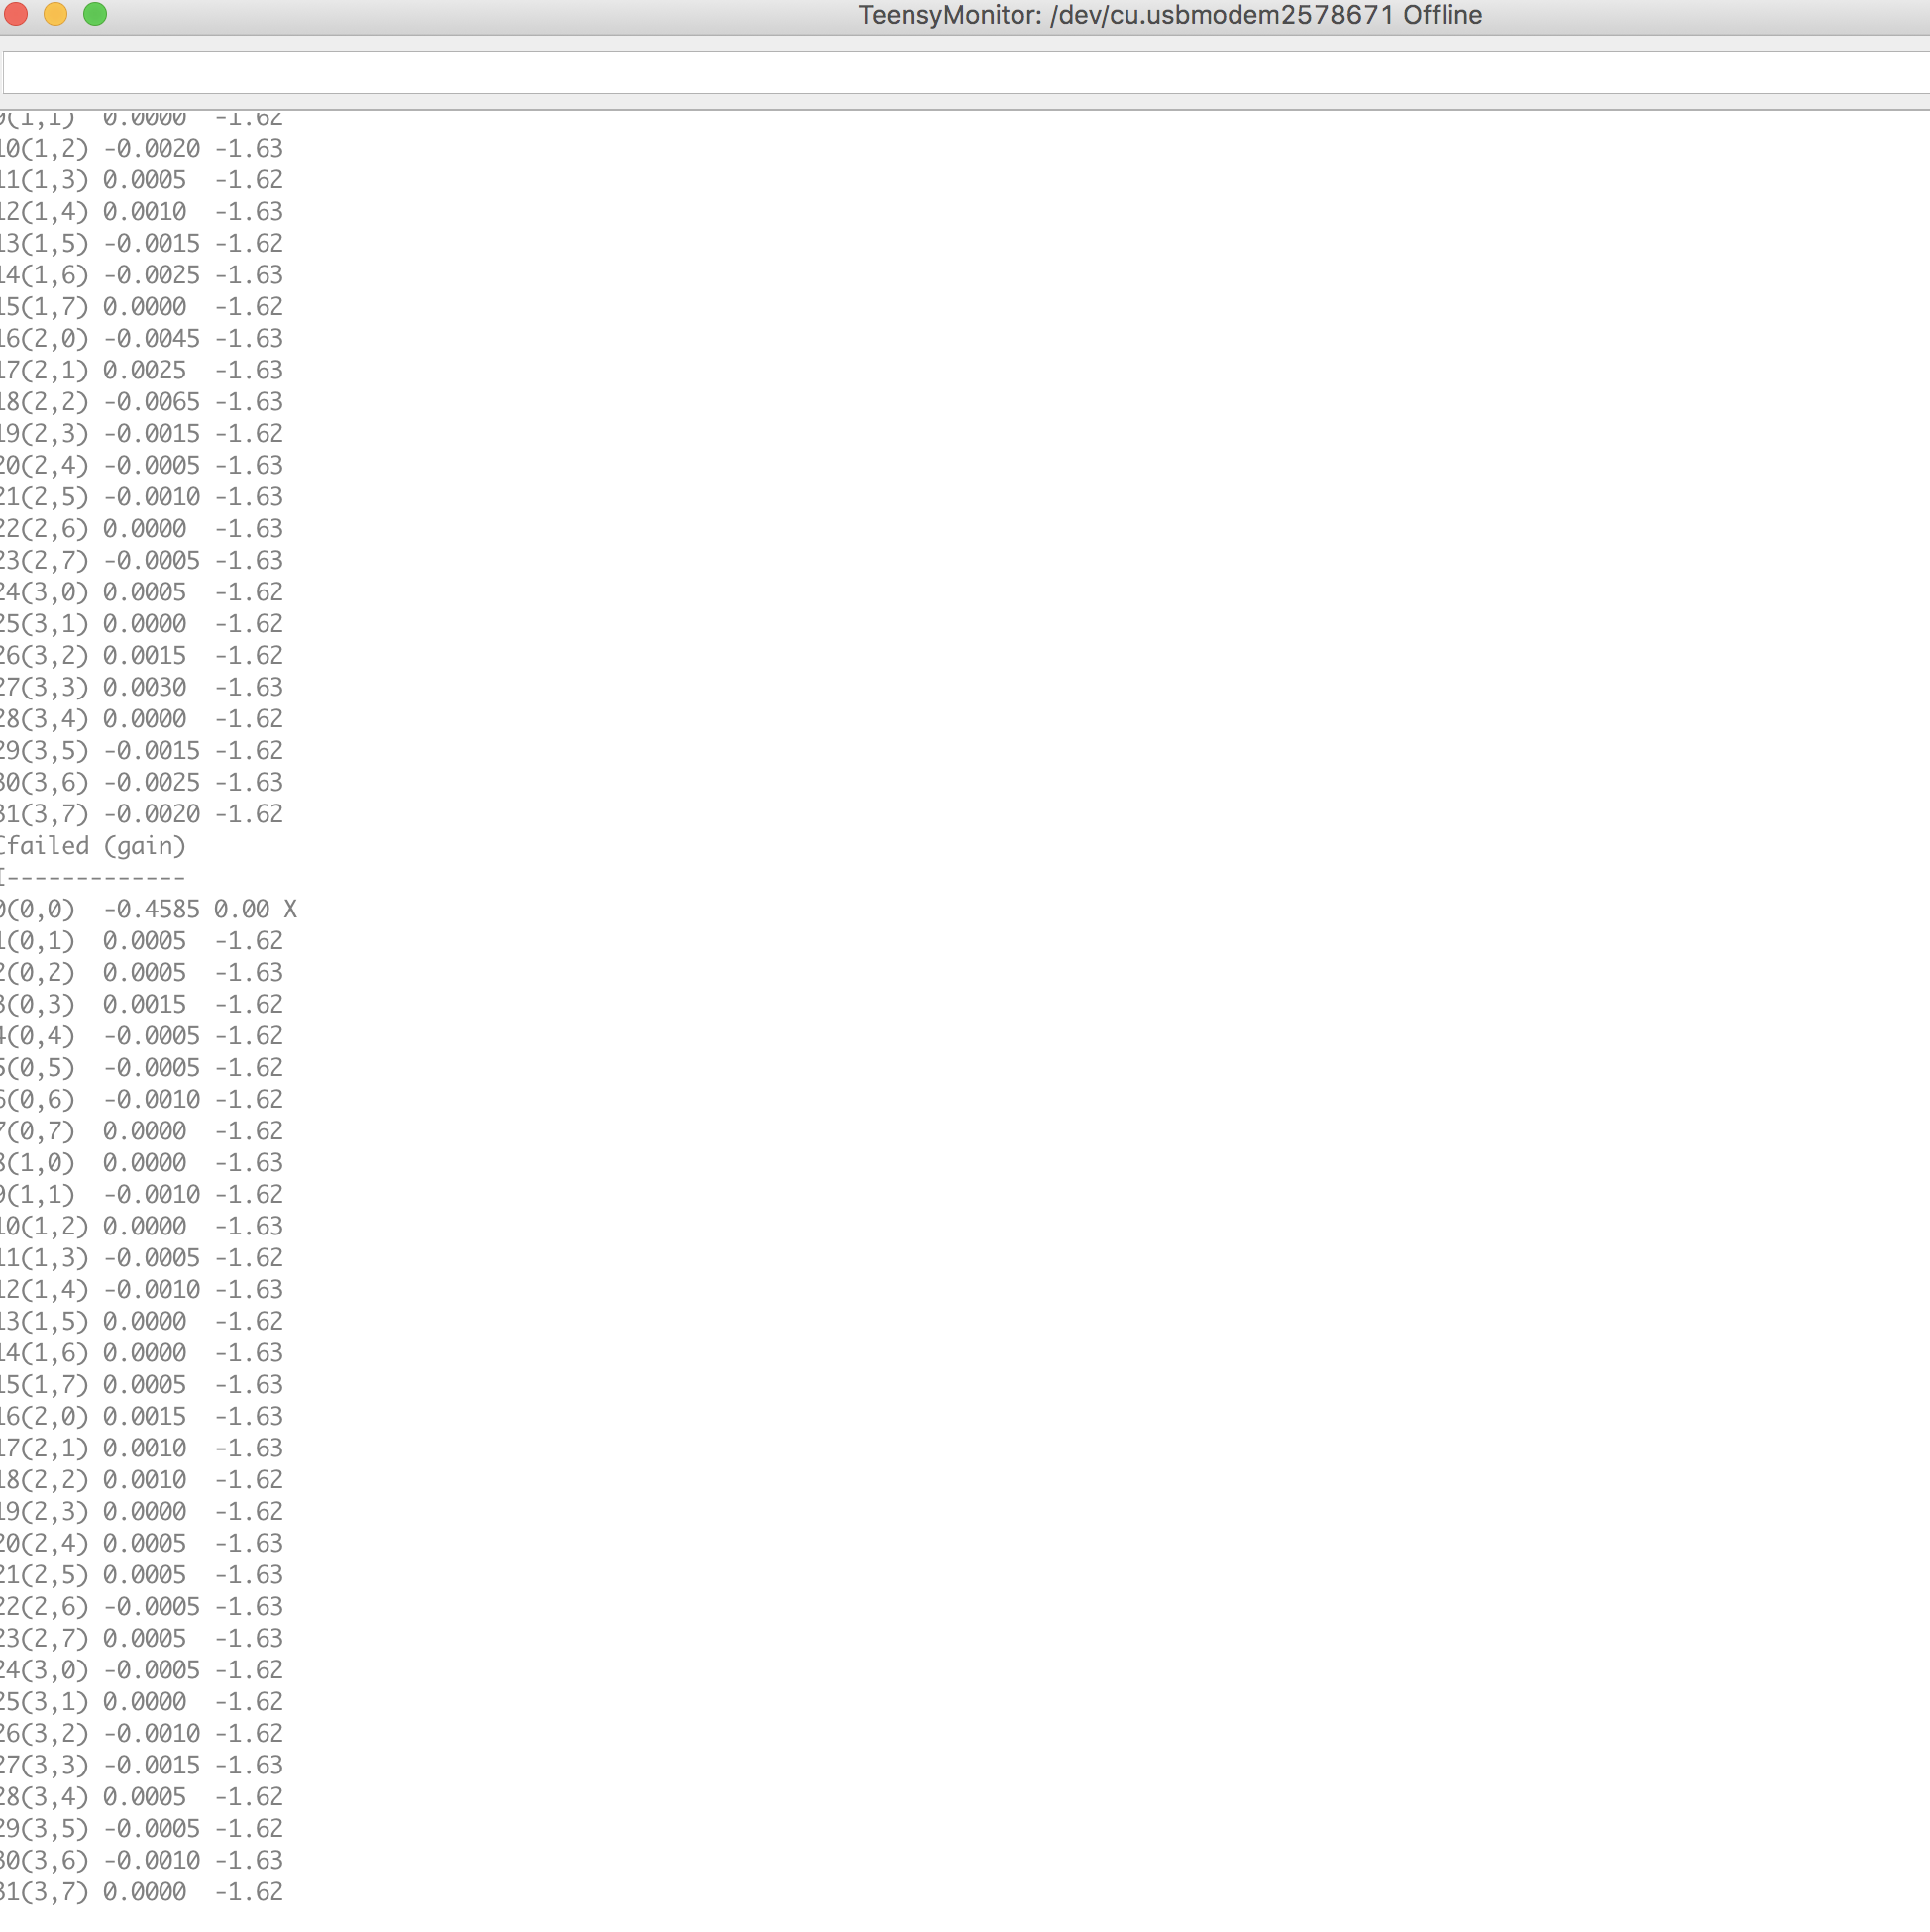 TeensyMonitor: /dev/cu.usbmodem2578671 Offline
9(1,1)  0.0000  -1.62
10(1,2) -0.0020 -1.63
11(1,3) 0.0005  -1.62
12(1,4) 0.0010  -1.63
13(1,5) -0.0015 -1.62
14(1,6) -0.0025 -1.63
15(1,7) 0.0000  -1.62
16(2,0) -0.0045 -1.63
17(2,1) 0.0025  -1.63
18(2,2) -0.0065 -1.63
19(2,3) -0.0015 -1.62
20(2,4) -0.0005 -1.63
21(2,5) -0.0010 -1.63
22(2,6) 0.0000  -1.63
23(2,7) -0.0005 -1.63
24(3,0) 0.0005  -1.62
25(3,1) 0.0000  -1.62
26(3,2) 0.0015  -1.62
27(3,3) 0.0030  -1.63
28(3,4) 0.0000  -1.62
29(3,5) -0.0015 -1.62
30(3,6) -0.0025 -1.63
31(3,7) -0.0020 -1.62
Cfailed (gain)
I-------------
0(0,0)  -0.4585 0.00 X
1(0,1)  0.0005  -1.62
2(0,2)  0.0005  -1.63
3(0,3)  0.0015  -1.62
4(0,4)  -0.0005 -1.62
5(0,5)  -0.0005 -1.62
6(0,6)  -0.0010 -1.62
7(0,7)  0.0000  -1.62
8(1,0)  0.0000  -1.63
9(1,1)  -0.0010 -1.62
10(1,2) 0.0000  -1.63
11(1,3) -0.0005 -1.62
12(1,4) -0.0010 -1.63
13(1,5) 0.0000  -1.62
14(1,6) 0.0000  -1.63
15(1,7) 0.0005  -1.63
16(2,0) 0.0015  -1.63
17(2,1) 0.0010  -1.63
18(2,2) 0.0010  -1.62
19(2,3) 0.0000  -1.62
20(2,4) 0.0005  -1.63
21(2,5) 0.0005  -1.63
22(2,6) -0.0005 -1.63
23(2,7) 0.0005  -1.63
24(3,0) -0.0005 -1.62
25(3,1) 0.0000  -1.62
26(3,2) -0.0010 -1.62
27(3,3) -0.0015 -1.63
28(3,4) 0.0005  -1.62
29(3,5) -0.0005 -1.62
30(3,6) -0.0010 -1.63
31(3,7) 0.0000  -1.62